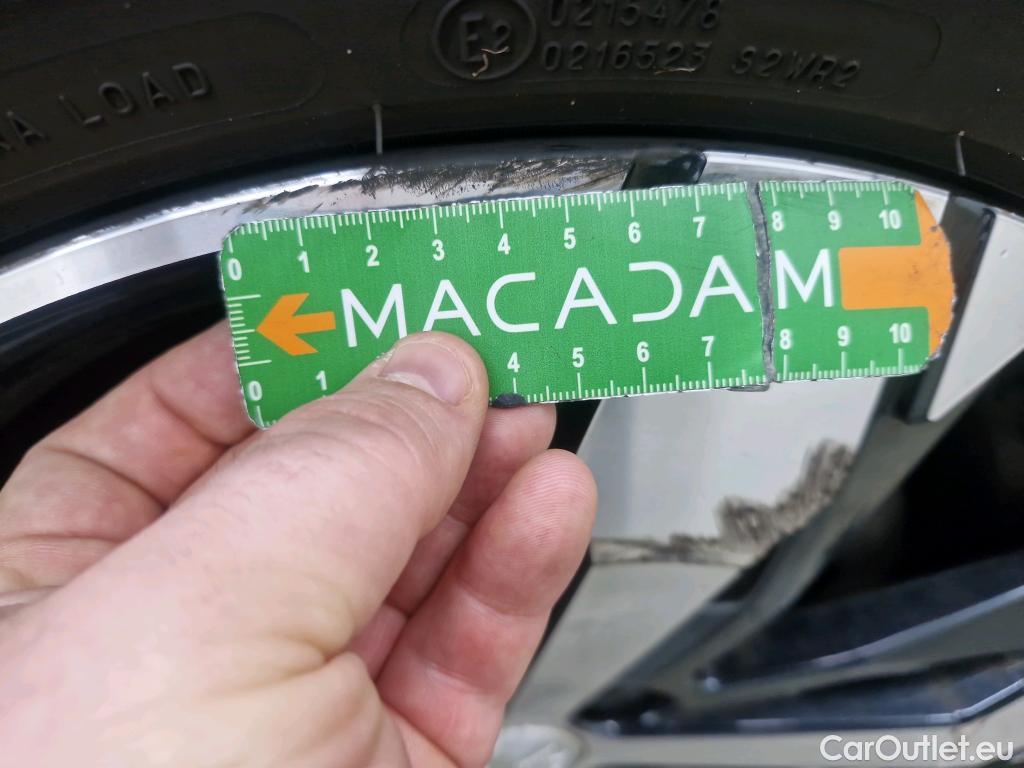 E2
0215478
0216523 S2WR2
LOAD
0 1 2 3 4 5 6 7 8 9 10
MACADAM
0 1 4 5 6 7 8 9 10
CarOutlet.eu